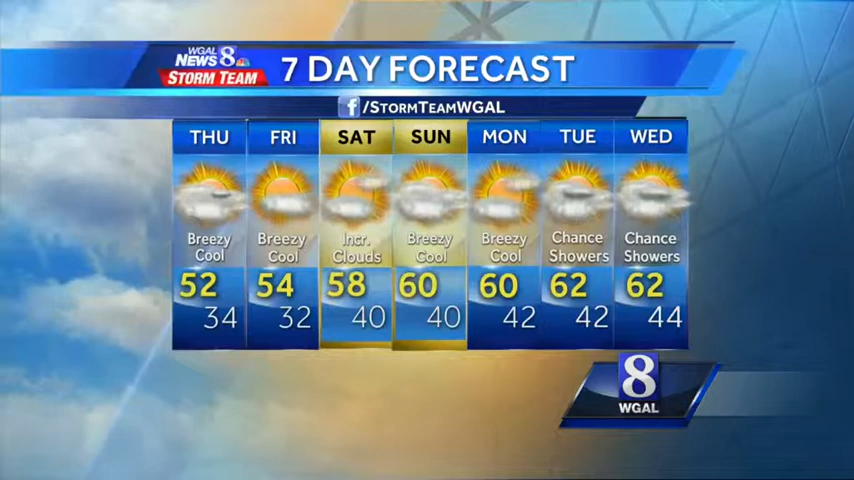 WGAL
NEWS 8
STORM TEAM
7 DAY FORECAST
f /STORMTEAMWGAL
THU FRI SAT SUN MON TUE WED
Breezy Cool Breezy Cool Incr. Clouds Breezy Cool Breezy Cool Chance Showers Chance Showers
52 54 58 60 60 62 62
34 32 40 40 42 42 44
8
WGAL